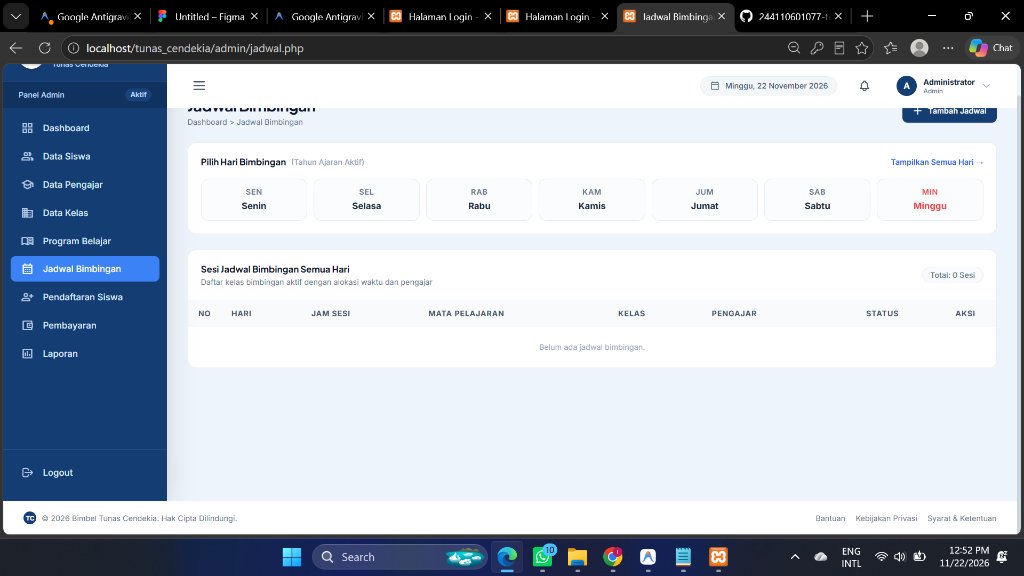 Google Antigravi
Untitled – Figma
Google Antigravi
Halaman Login -
Halaman Login -
Jadwal Bimbinga
244110601077-t
localhost/tunas_cendekia/admin/jadwal.php
Chat
Tunas Cendekia
Panel Admin
Aktif
Dashboard
Data Siswa
Data Pengajar
Data Kelas
Program Belajar
Jadwal Bimbingan
Pendaftaran Siswa
Pembayaran
Laporan
Logout
Minggu, 22 November 2026
A
Administrator
Admin
Jadwal Bimbingan
Dashboard > Jadwal Bimbingan
+ Tambah Jadwal
Pilih Hari Bimbingan (Tahun Ajaran Aktif)
Tampilkan Semua Hari →
SEN
Senin
SEL
Selasa
RAB
Rabu
KAM
Kamis
JUM
Jumat
SAB
Sabtu
MIN
Minggu
Sesi Jadwal Bimbingan Semua Hari
Daftar kelas bimbingan aktif dengan alokasi waktu dan pengajar
Total: 0 Sesi
NO HARI JAM SESI MATA PELAJARAN KELAS PENGAJAR STATUS AKSI
Belum ada jadwal bimbingan.
TC © 2026 Bimbel Tunas Cendekia. Hak Cipta Dilindungi.
Bantuan Kebijakan Privasi Syarat & Ketentuan
Search
10
ENG
INTL
12:52 PM
11/22/2026